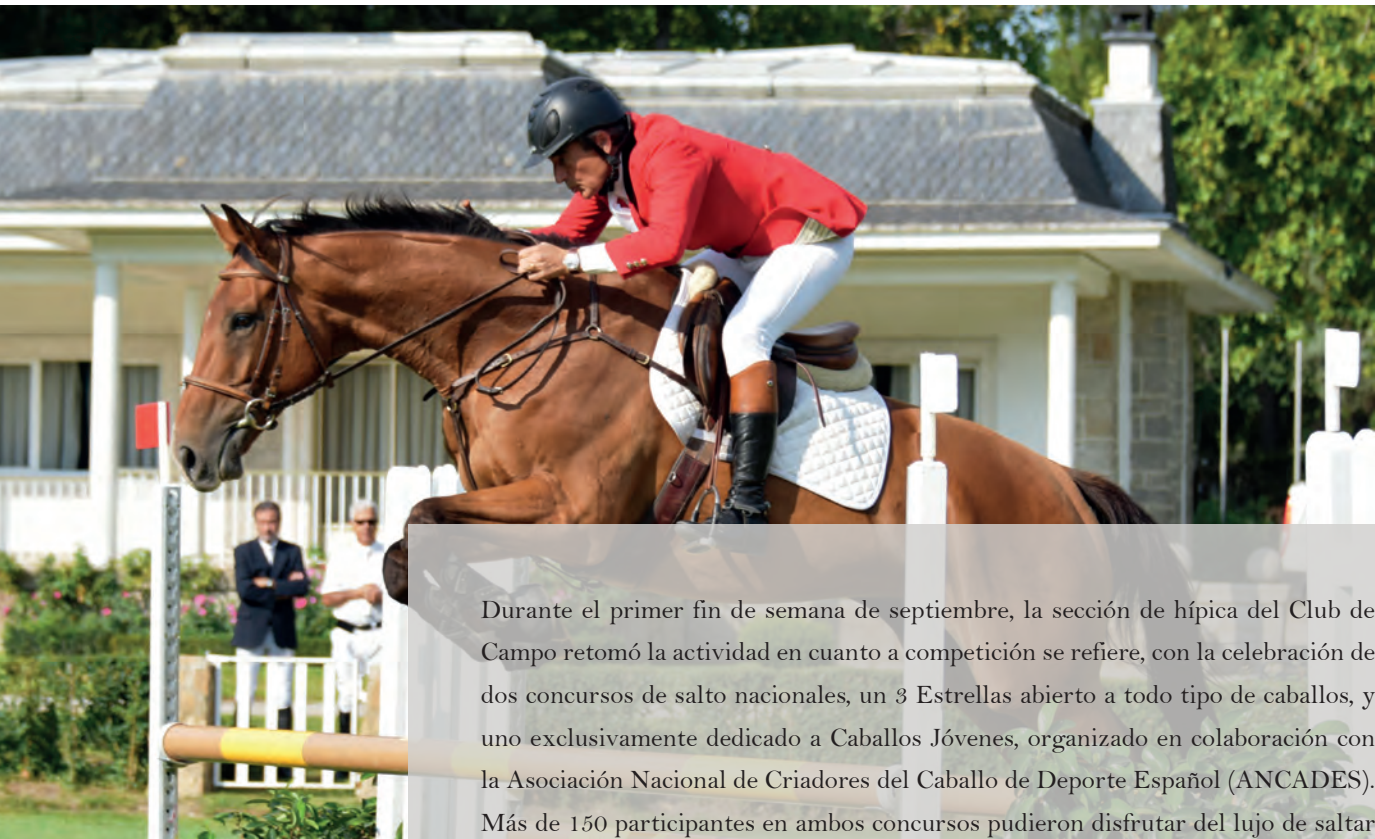 Durante el primer fin de semana de septiembre, la sección de hípica del Club de
Campo retomó la actividad en cuanto a competición se refiere, con la celebración de
dos concursos de salto nacionales, un 3 Estrellas abierto a todo tipo de caballos, y
uno exclusivamente dedicado a Caballos Jóvenes, organizado en colaboración con
la Asociación Nacional de Criadores del Caballo de Deporte Español (ANCADES).
Más de 150 participantes en ambos concursos pudieron disfrutar del lujo de saltar